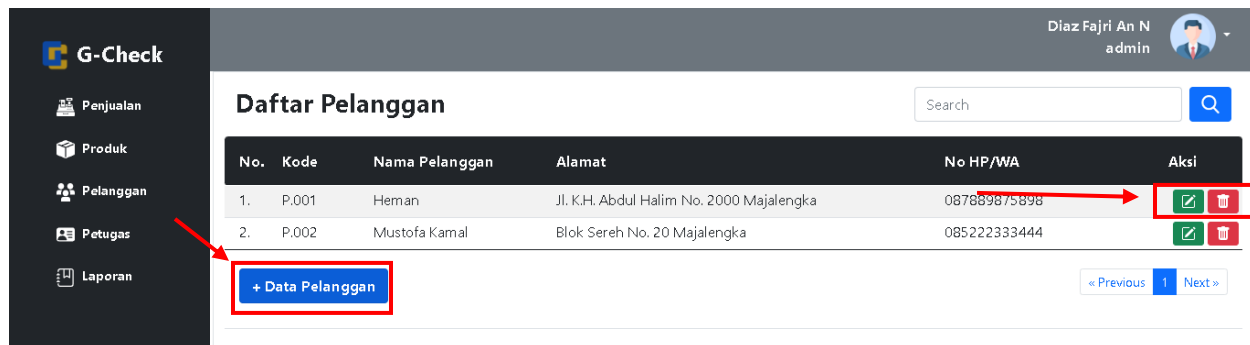 Diaz Fajri An N
admin
G-Check
Penjualan
Produk
Pelanggan
Petugas
Laporan
Daftar Pelanggan
Search
No. Kode Nama Pelanggan Alamat No HP/WA Aksi
1. P.001 Heman Jl. K.H. Abdul Halim No. 2000 Majalengka 087889875898
2. P.002 Mustofa Kamal Blok Sereh No. 20 Majalengka 085222333444
+ Data Pelanggan
« Previous 1 Next »